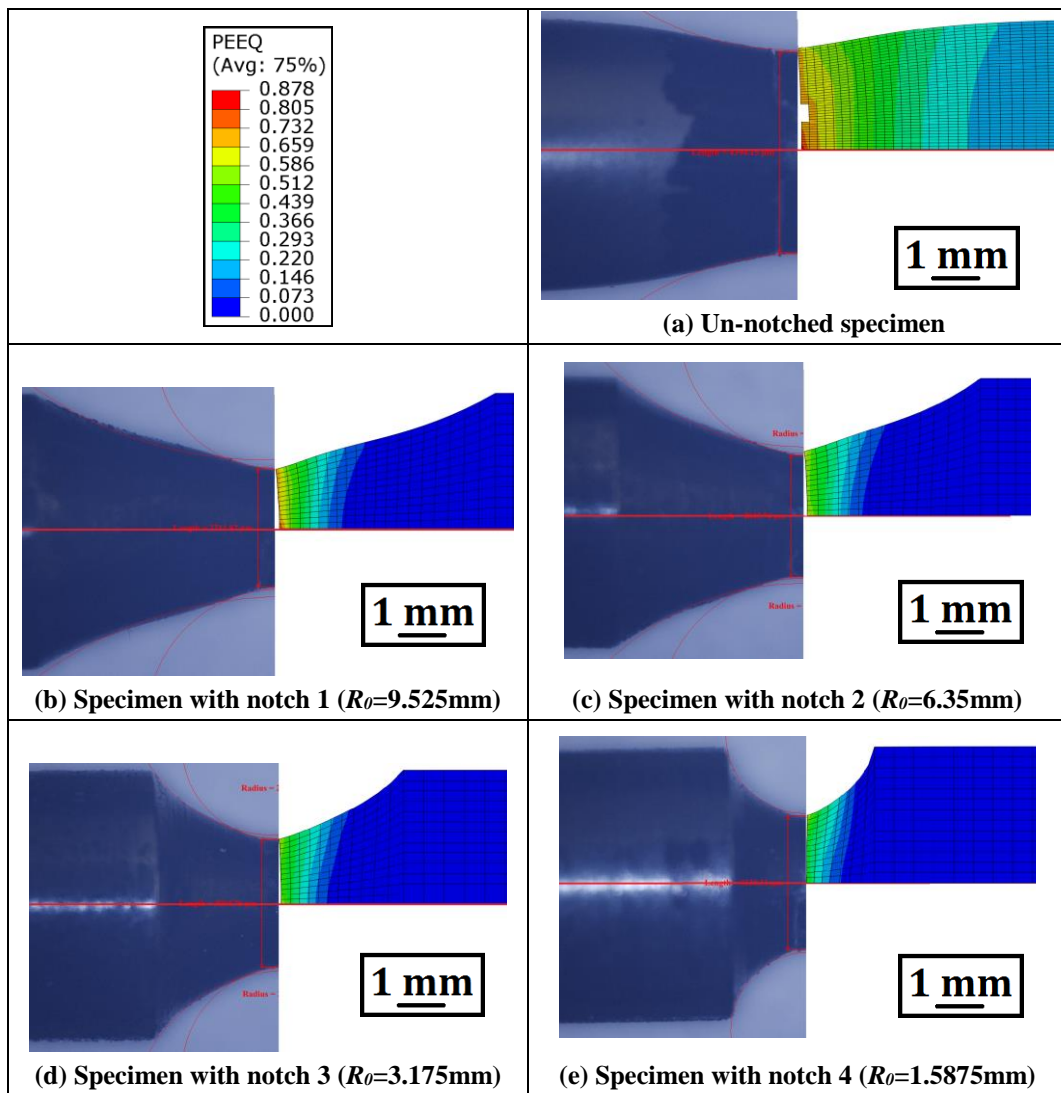 PEEQ
(Avg: 75%)
0.878
0.805
0.732
0.659
0.586
0.512
0.439
0.366
0.293
0.220
0.146
0.073
0.000
1 mm
(a) Un-notched specimen
1 mm
(b) Specimen with notch 1 (R0=9.525mm)
Radius =
Radius =
1 mm
(c) Specimen with notch 2 (R0=6.35mm)
Radius = 2
Radius =
1 mm
(d) Specimen with notch 3 (R0=3.175mm)
1 mm
(e) Specimen with notch 4 (R0=1.5875mm)